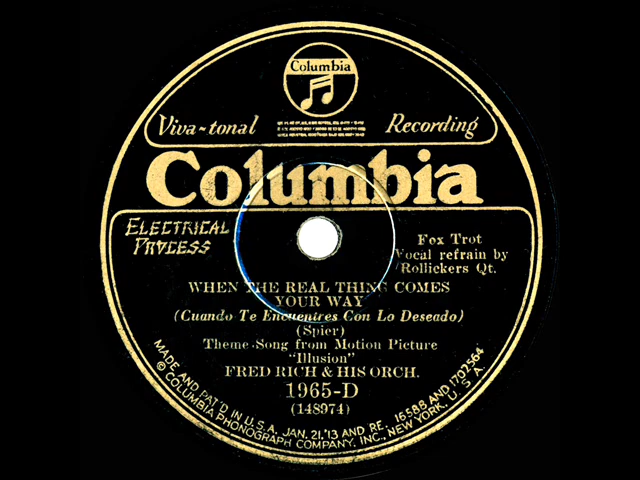 Columbia
Viva-tonal Recording
Columbia
ELECTRICAL
PROCESS
Fox Trot
Vocal refrain by
Rollickers Qt.
WHEN THE REAL THING COMES
YOUR WAY
(Cuando Te Encuentres Con Lo Deseado)
(Spier)
Theme Song from Motion Picture
"Illusion"
FRED RICH & HIS ORCH.
1965-D
(148974)
MADE AND PAT'D IN U.S.A. JAN. 21, '13 AND RE. 16588 AND 1702564
© COLUMBIA PHONOGRAPH COMPANY, INC., NEW YORK, U.S.A.